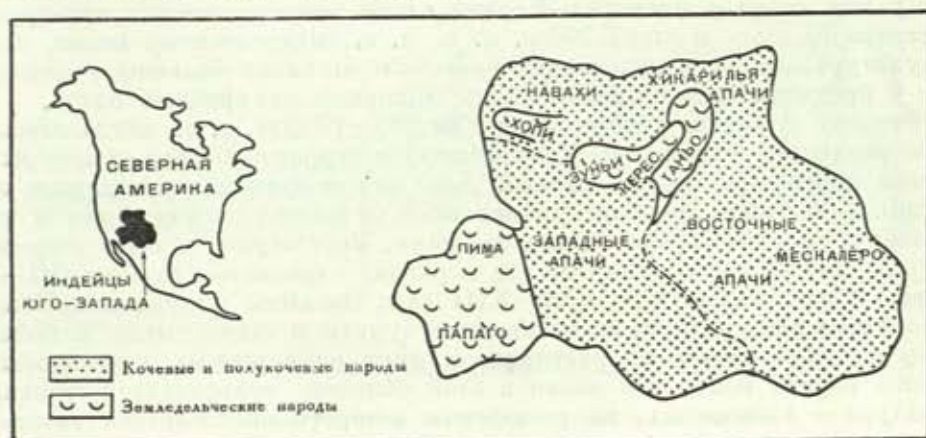 СЕВЕРНАЯ
АМЕРИКА
ИНДЕЙЦЫ
ЮГО-ЗАПАДА
НАВАХИ
ХИКАРИЛЬЯ
АПАЧИ
ХОПИ
ЗУНЬИ
КЕРЕС
ТАНЬО
ПИМА
ПАПАГО
ЗАПАДНЫЕ
АПАЧИ
ВОСТОЧНЫЕ
АПАЧИ
МЕСКАЛЕРО
Кочевые и полукочевые народы
Земледельческие народы